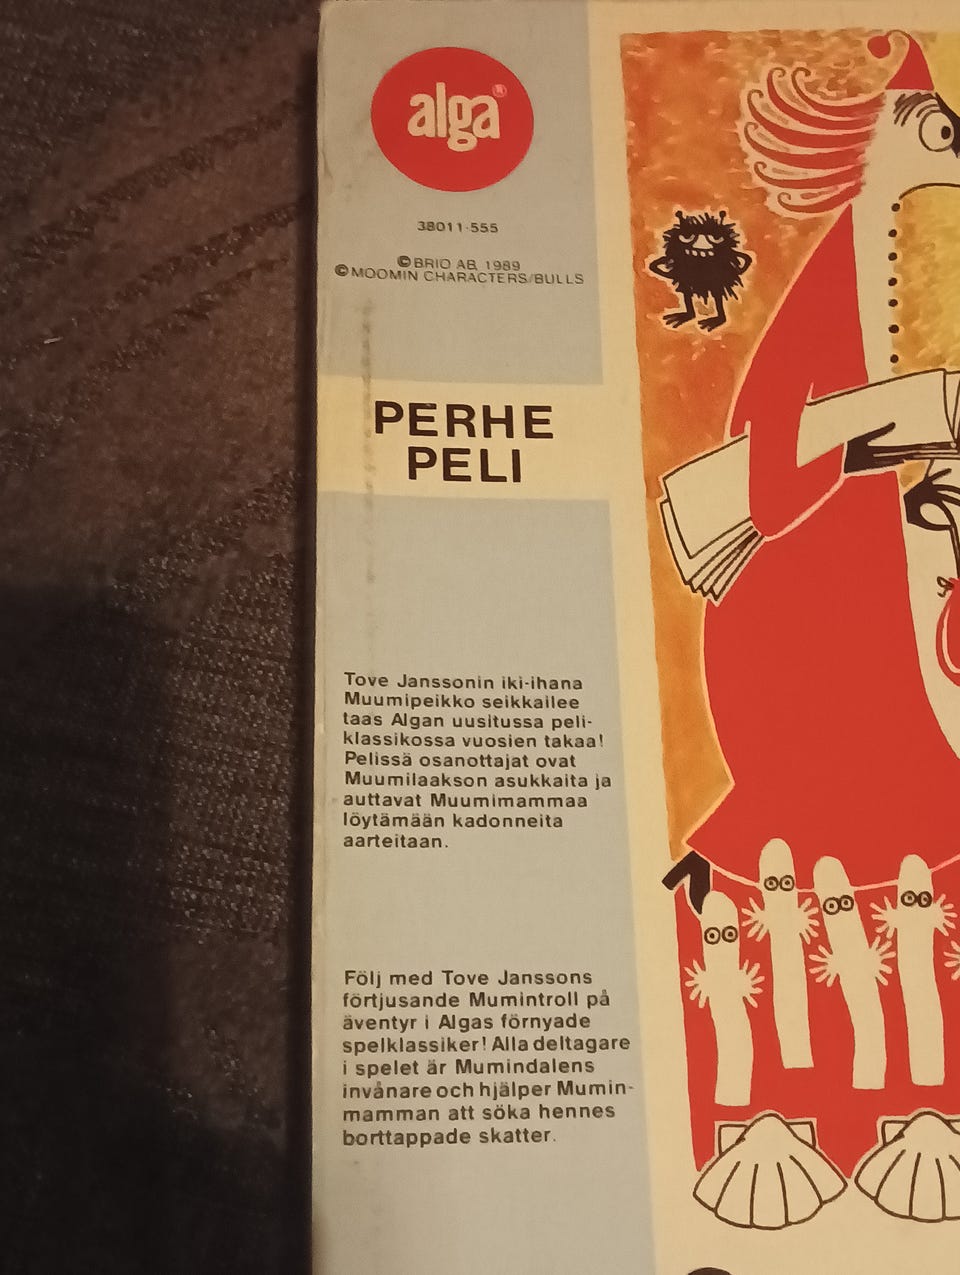 alga®
38011-555
©BRIO AB, 1989
©MOOMIN CHARACTERS/BULLS
PERHE
PELI
Tove Janssonin iki-ihana
Muumipeikko seikkailee
taas Algan uusitussa peli-
klassikossa vuosien takaa!
Pelissä osanottajat ovat
Muumilaakson asukkaita ja
auttavat Muumimammaa
löytämään kadonneita
aarteitaan.
Följ med Tove Janssons
förtjusande Mumintroll på
äventyr i Algas förnyade
spelklassiker! Alla deltagare
i spelet är Mumindalens
invånare och hjälper Mumin-
mamman att söka hennes
borttappade skatter.